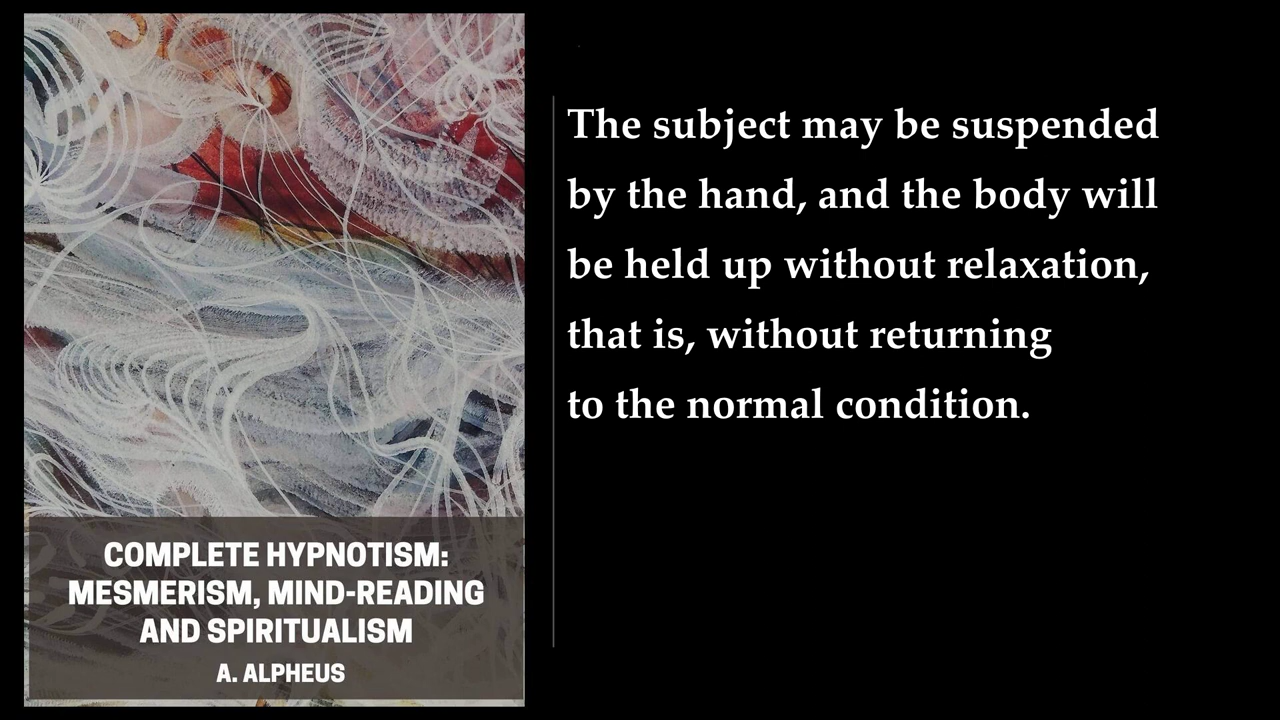 COMPLETE HYPNOTISM:
MESMERISM, MIND-READING
AND SPIRITUALISM
A. ALPHEUS
The subject may be suspended
by the hand, and the body will
be held up without relaxation,
that is, without returning
to the normal condition.